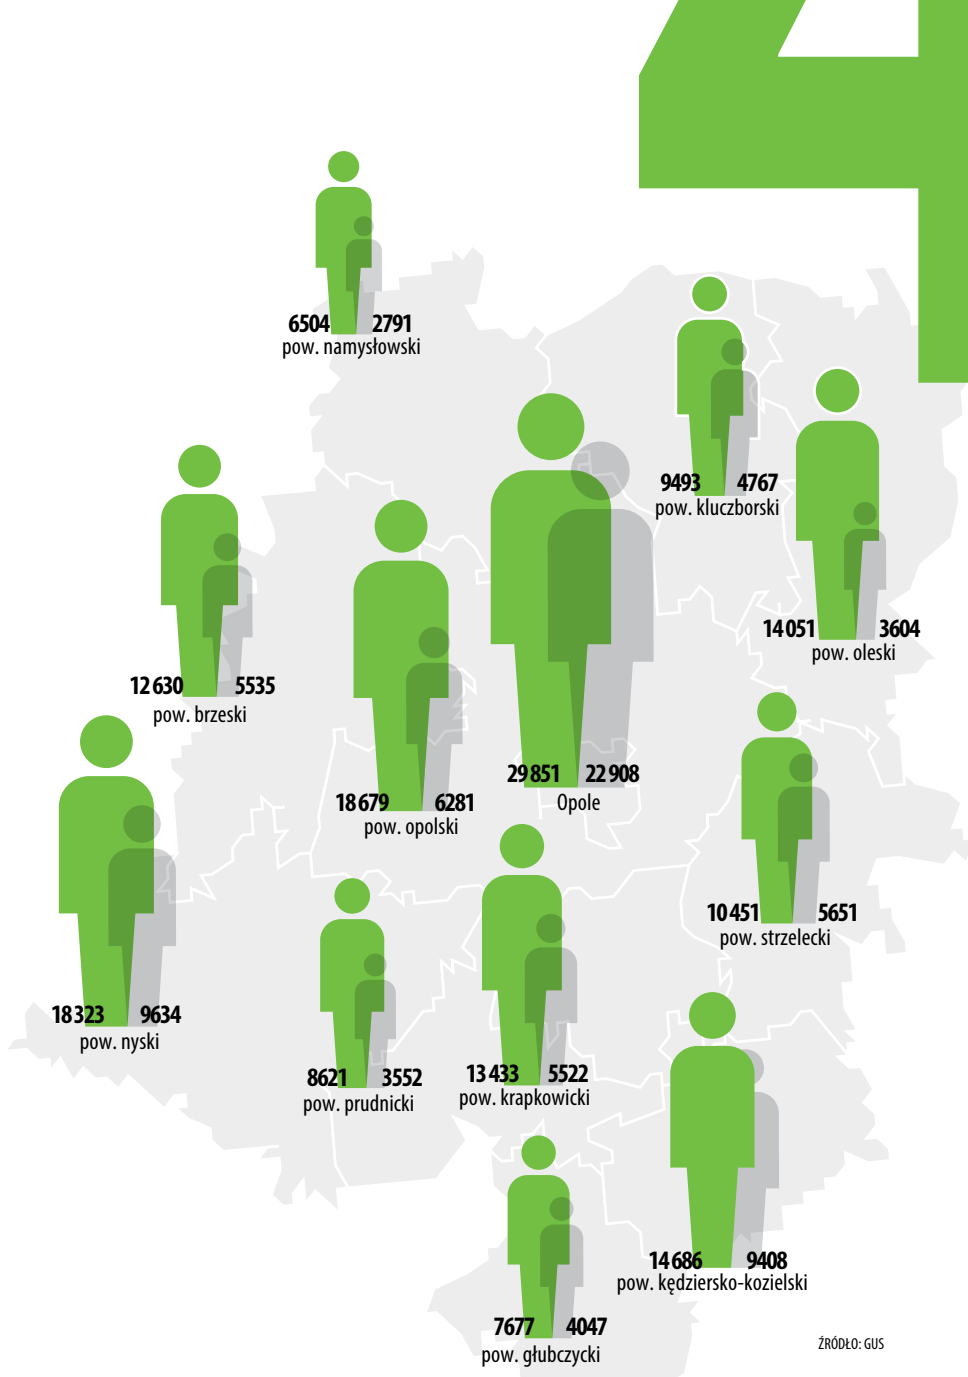 4
6504 2791
pow. namysłowski
9493 4767
pow. kluczborski
14 051 3604
pow. oleski
12 630 5535
pow. brzeski
29 851 22 908
Opole
18 679 6281
pow. opolski
10 451 5651
pow. strzelecki
18 323 9634
pow. nyski
8621 3552
pow. prudnicki
13 433 5522
pow. krapkowicki
14 686 9408
pow. kędziersko-kozielski
7677 4047
pow. głubczycki
ŹRÓDŁO: GUS